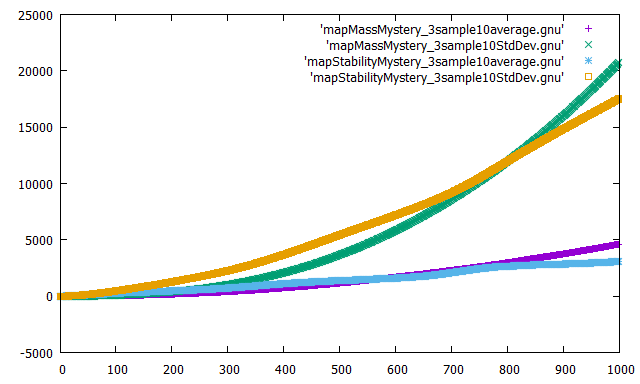 25000
20000
15000
10000
5000
0
-5000
'mapMassMystery_3sample10average.gnu'
'mapMassMystery_3sample10StdDev.gnu'
'mapStabilityMystery_3sample10average.gnu'
'mapStabilityMystery_3sample10StdDev.gnu'
0 100 200 300 400 500 600 700 800 900 1000